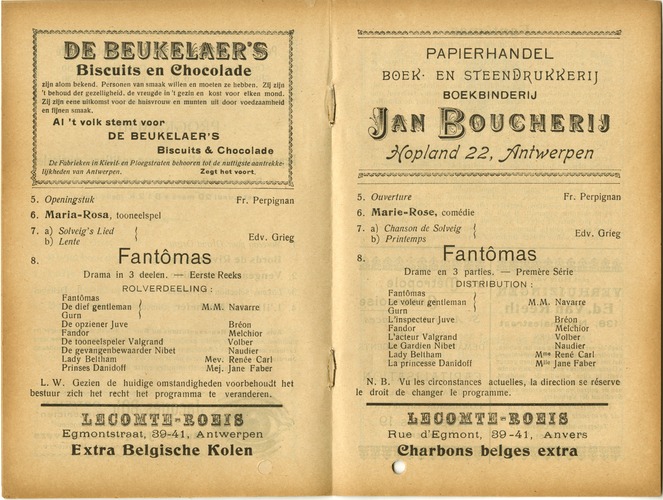 DE BEUKELAER'S
Biscuits en Chocolade
zijn alom bekend. Personen van smaak willen en moeten ze hebben. Zij zijn
't behoud der gezelligheid. de vreugde in 't gezin en kost voor elken mond.
Zij zijn eene uitkomst voor de huisvrouw en munten uit door voedzaamheid
en fijnen smaak.
Al 't volk stemt voor
DE BEUKELAER'S
Biscuits & Chocolade
De Fabrieken in Kievit- en Ploegstraten behooren tot de nuttigste aantrekke-
lijkheden van Antwerpen. Zegt het voort.
5. Openingstuk Fr. Perpignan
6. Maria-Rosa, tooneelspel
7. a) Solveig's Lied
b) Lente Edv. Grieg
8. Fantômas
Drama in 3 deelen. — Eerste Reeks
ROLVERDEELING :
Fantômas
De dief gentleman M.M. Navarre
Gurn
De opziener Juve Bréon
Fandor Melchior
De tooneelspeler Valgrand Volber
De gevangenbewaarder Nibet Naudier
Lady Beltham Mev. Renée Carl
Princes Danidoff Mej. Jane Faber
L. W. Gezien de huidige omstandigheden voorbehoudt het
bestuur zich het recht het programma te veranderen.
LECOMTE-ROEIS
Egmontstraat, 39-41, Antwerpen
Extra Belgische Kolen
PAPIERHANDEL
BOEK- EN STEENDRUKKERIJ
BOEKBINDERIJ
JAN BOUCHERIJ
Hopland 22, Antwerpen
5. Ouverture Fr. Perpignan
6. Marie-Rose, comédie
7. a) Chanson de Solveig
b) Printemps Edv. Grieg
8. Fantômas
Drame en 3 parties. — Première Série
DISTRIBUTION :
Fantômas
Le voleur gentleman M.M. Navarre
Gurn
L'inspecteur Juve Bréon
Fandor Melchior
L'acteur Valgrand Volber
Le Gardien Nibet Naudier
Lady Beltham Mme René Carl
La princesse Danidoff Mlle Jane Faber
N. B. Vu les circonstances actuelles, la direction se réserve
le droit de changer le programme.
LECOMTE-ROEIS
Rue d'Egmont, 39-41, Anvers
Charbons belges extra